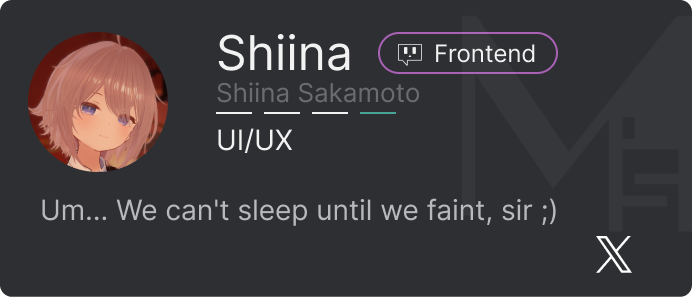 Shiina
Frontend
Shiina Sakamoto
UI/UX
Um... We can't sleep until we faint, sir ;)